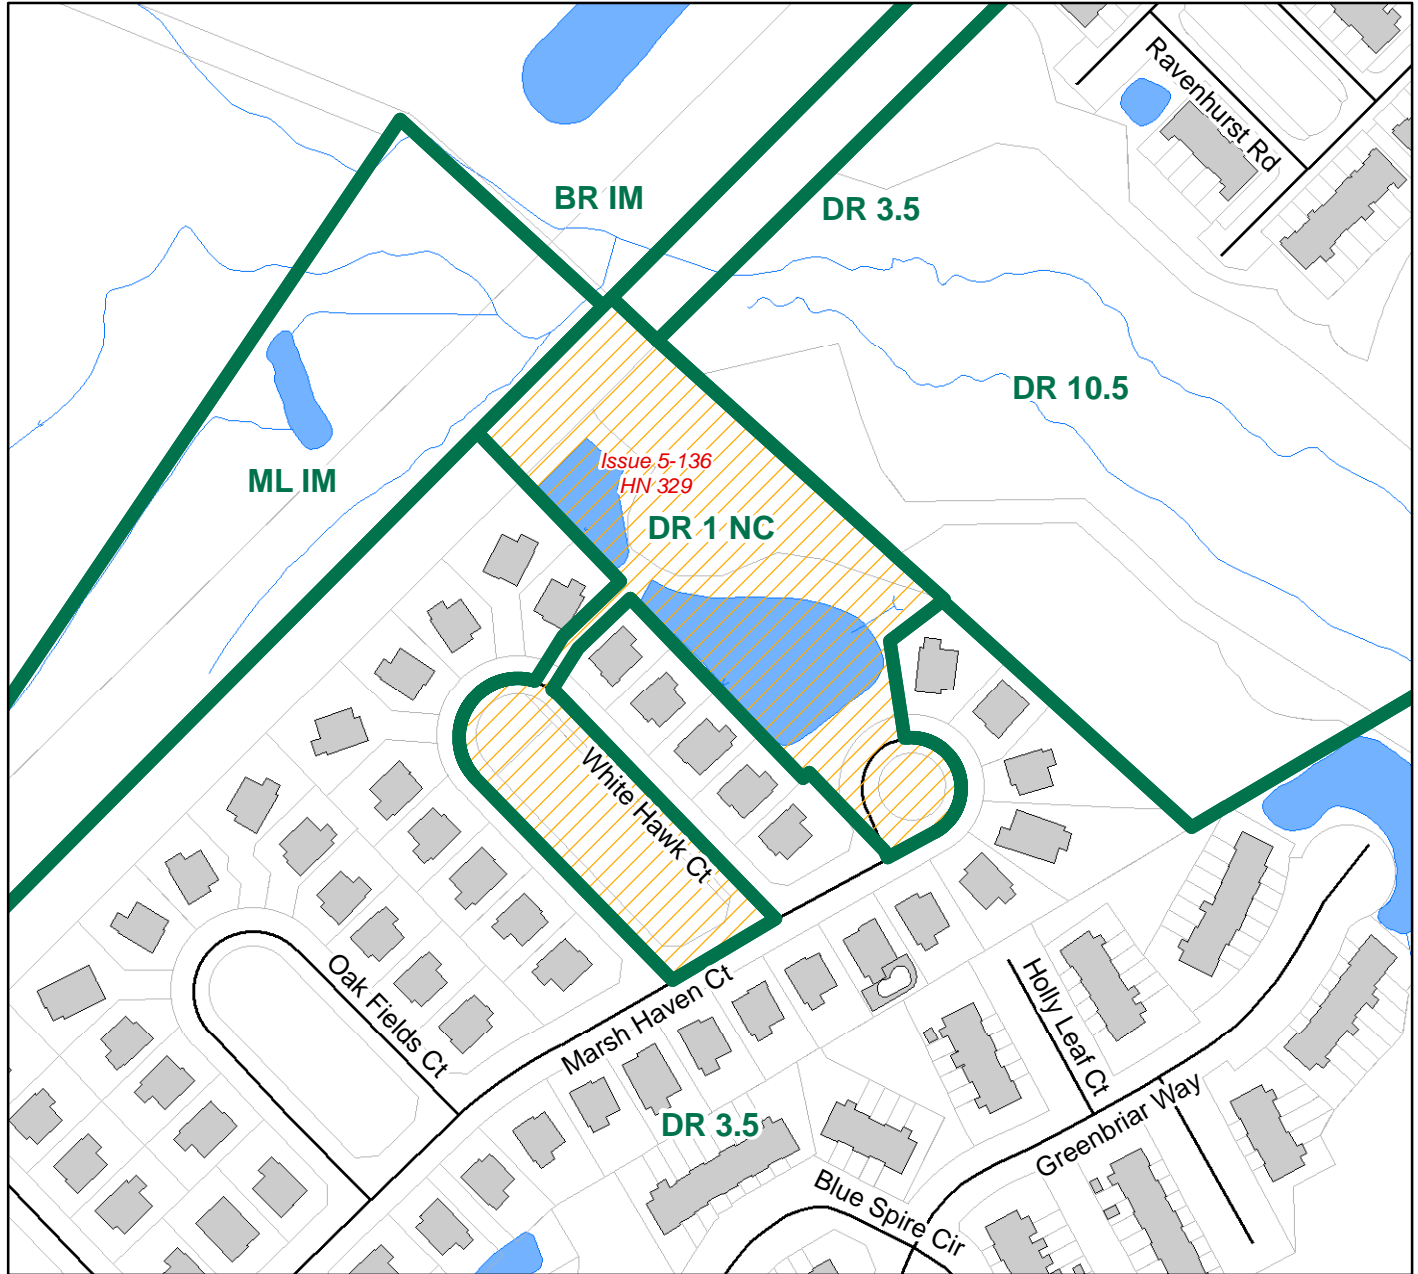 Ravenhurst Rd
BR IM
DR 3.5
DR 10.5
Issue 5-136
HN 329
ML IM
DR 1 NC
White Hawk Ct
Oak Fields Ct
Marsh Haven Ct
Holly Leaf Ct
DR 3.5
Greenbriar Way
Blue Spire Cir